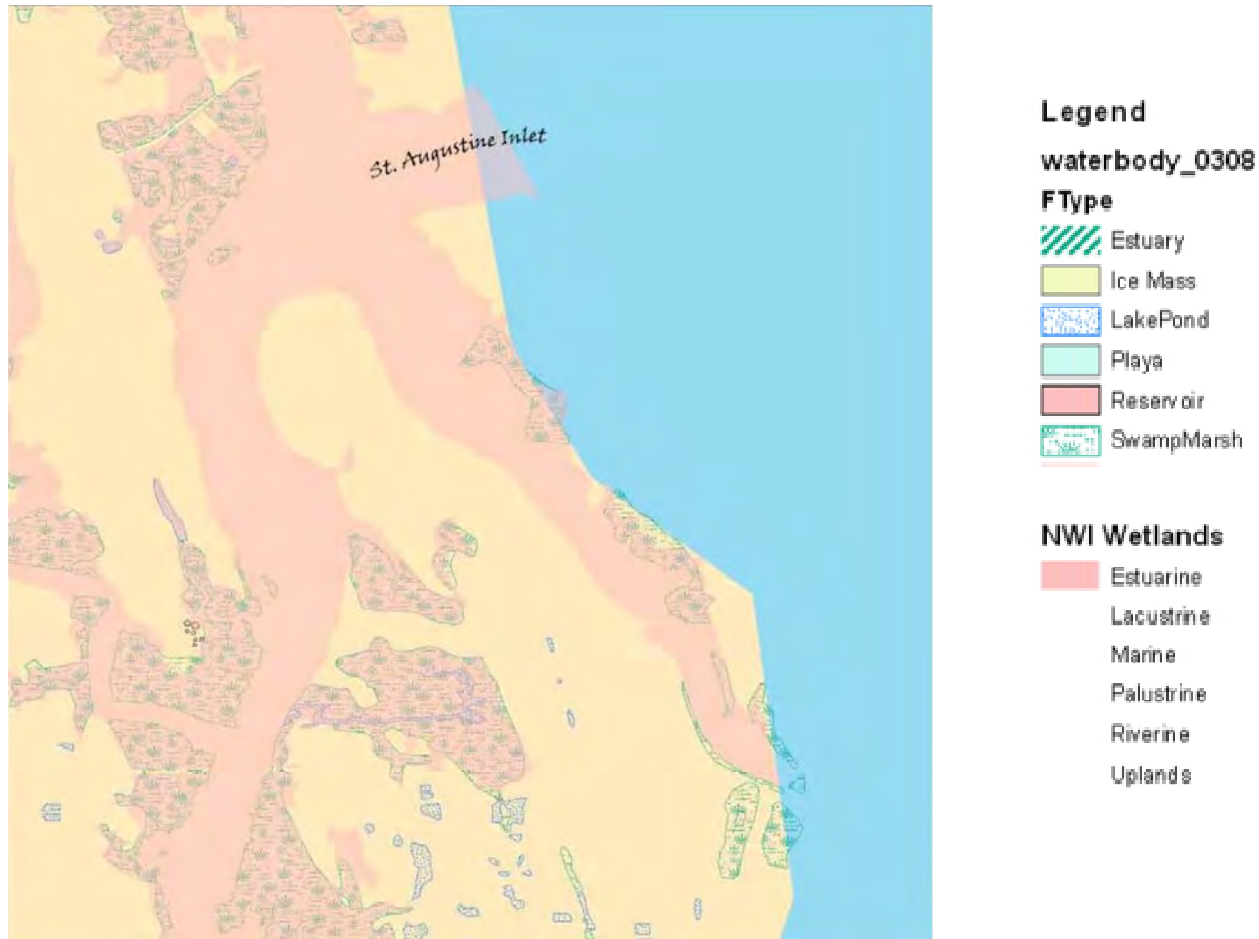 St. Augustine Inlet
Legend
waterbody_0308
FType
Estuary
Ice Mass
LakePond
Playa
Reservoir
SwampMarsh
NWI Wetlands
Estuarine
Lacustrine
Marine
Palustrine
Riverine
Uplands